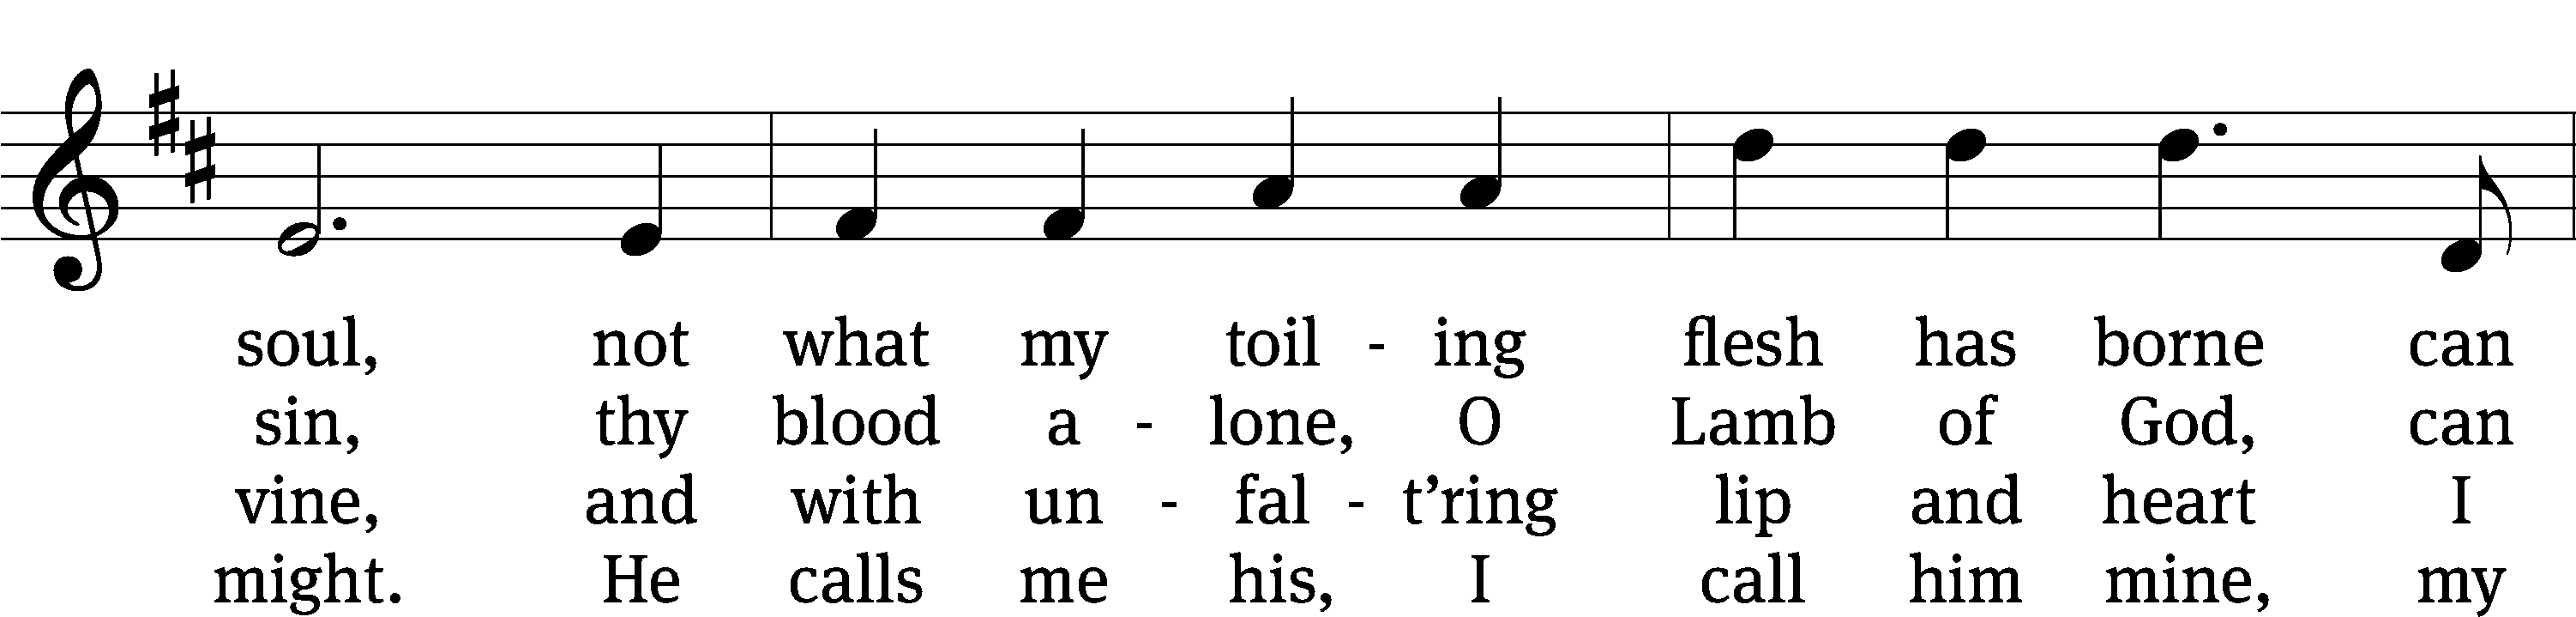 soul, not what my toil - ing flesh has borne can
sin, thy blood a - lone, O Lamb of God, can
vine, and with un - fal - t’ring lip and heart I
might. He calls me his, I call him mine, my